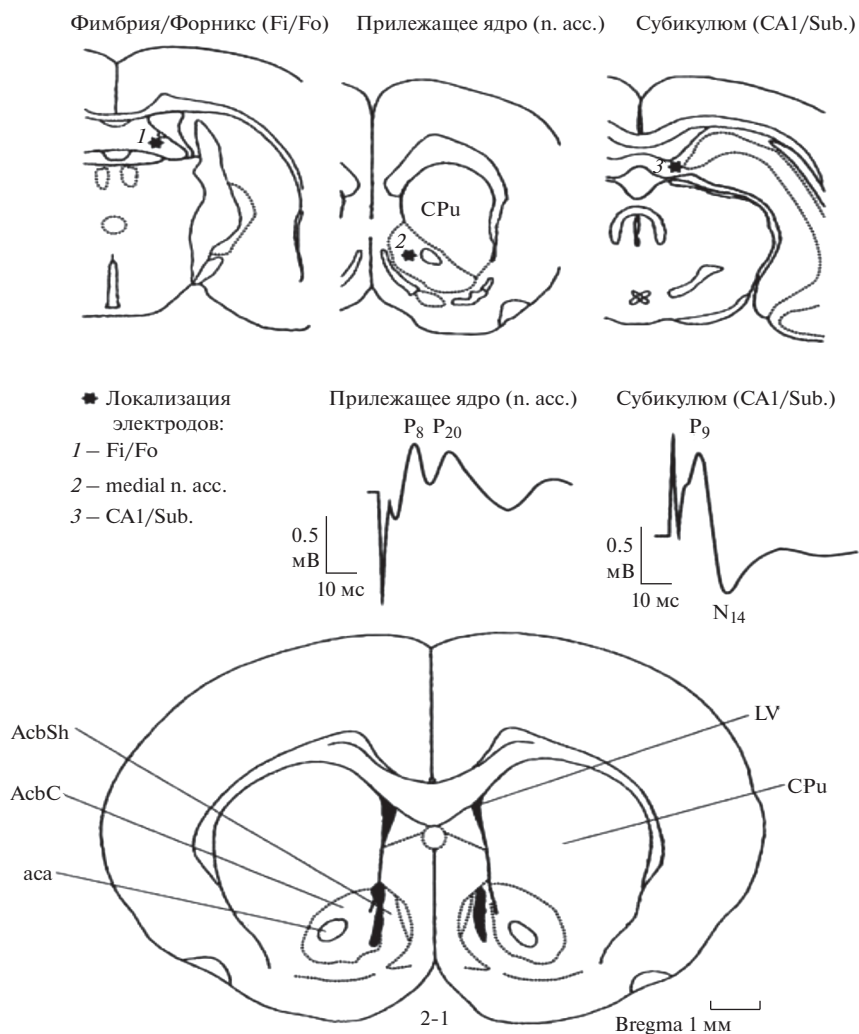 Фимбрия/Форникс (Fi/Fo)
Прилежащее ядро (n. acc.)
Субикулюм (CA1/Sub.)
1
CPu
2
3
Локализация
электродов:
1 – Fi/Fo
2 – medial n. acc.
3 – CA1/Sub.
Прилежащее ядро (n. acc.)
P8 P20
0.5
мВ
10 мс
Субикулюм (CA1/Sub.)
P9
0.5
мВ
10 мс
N14
AcbSh
AcbC
aca
LV
CPu
2-1
Bregma 1 мм